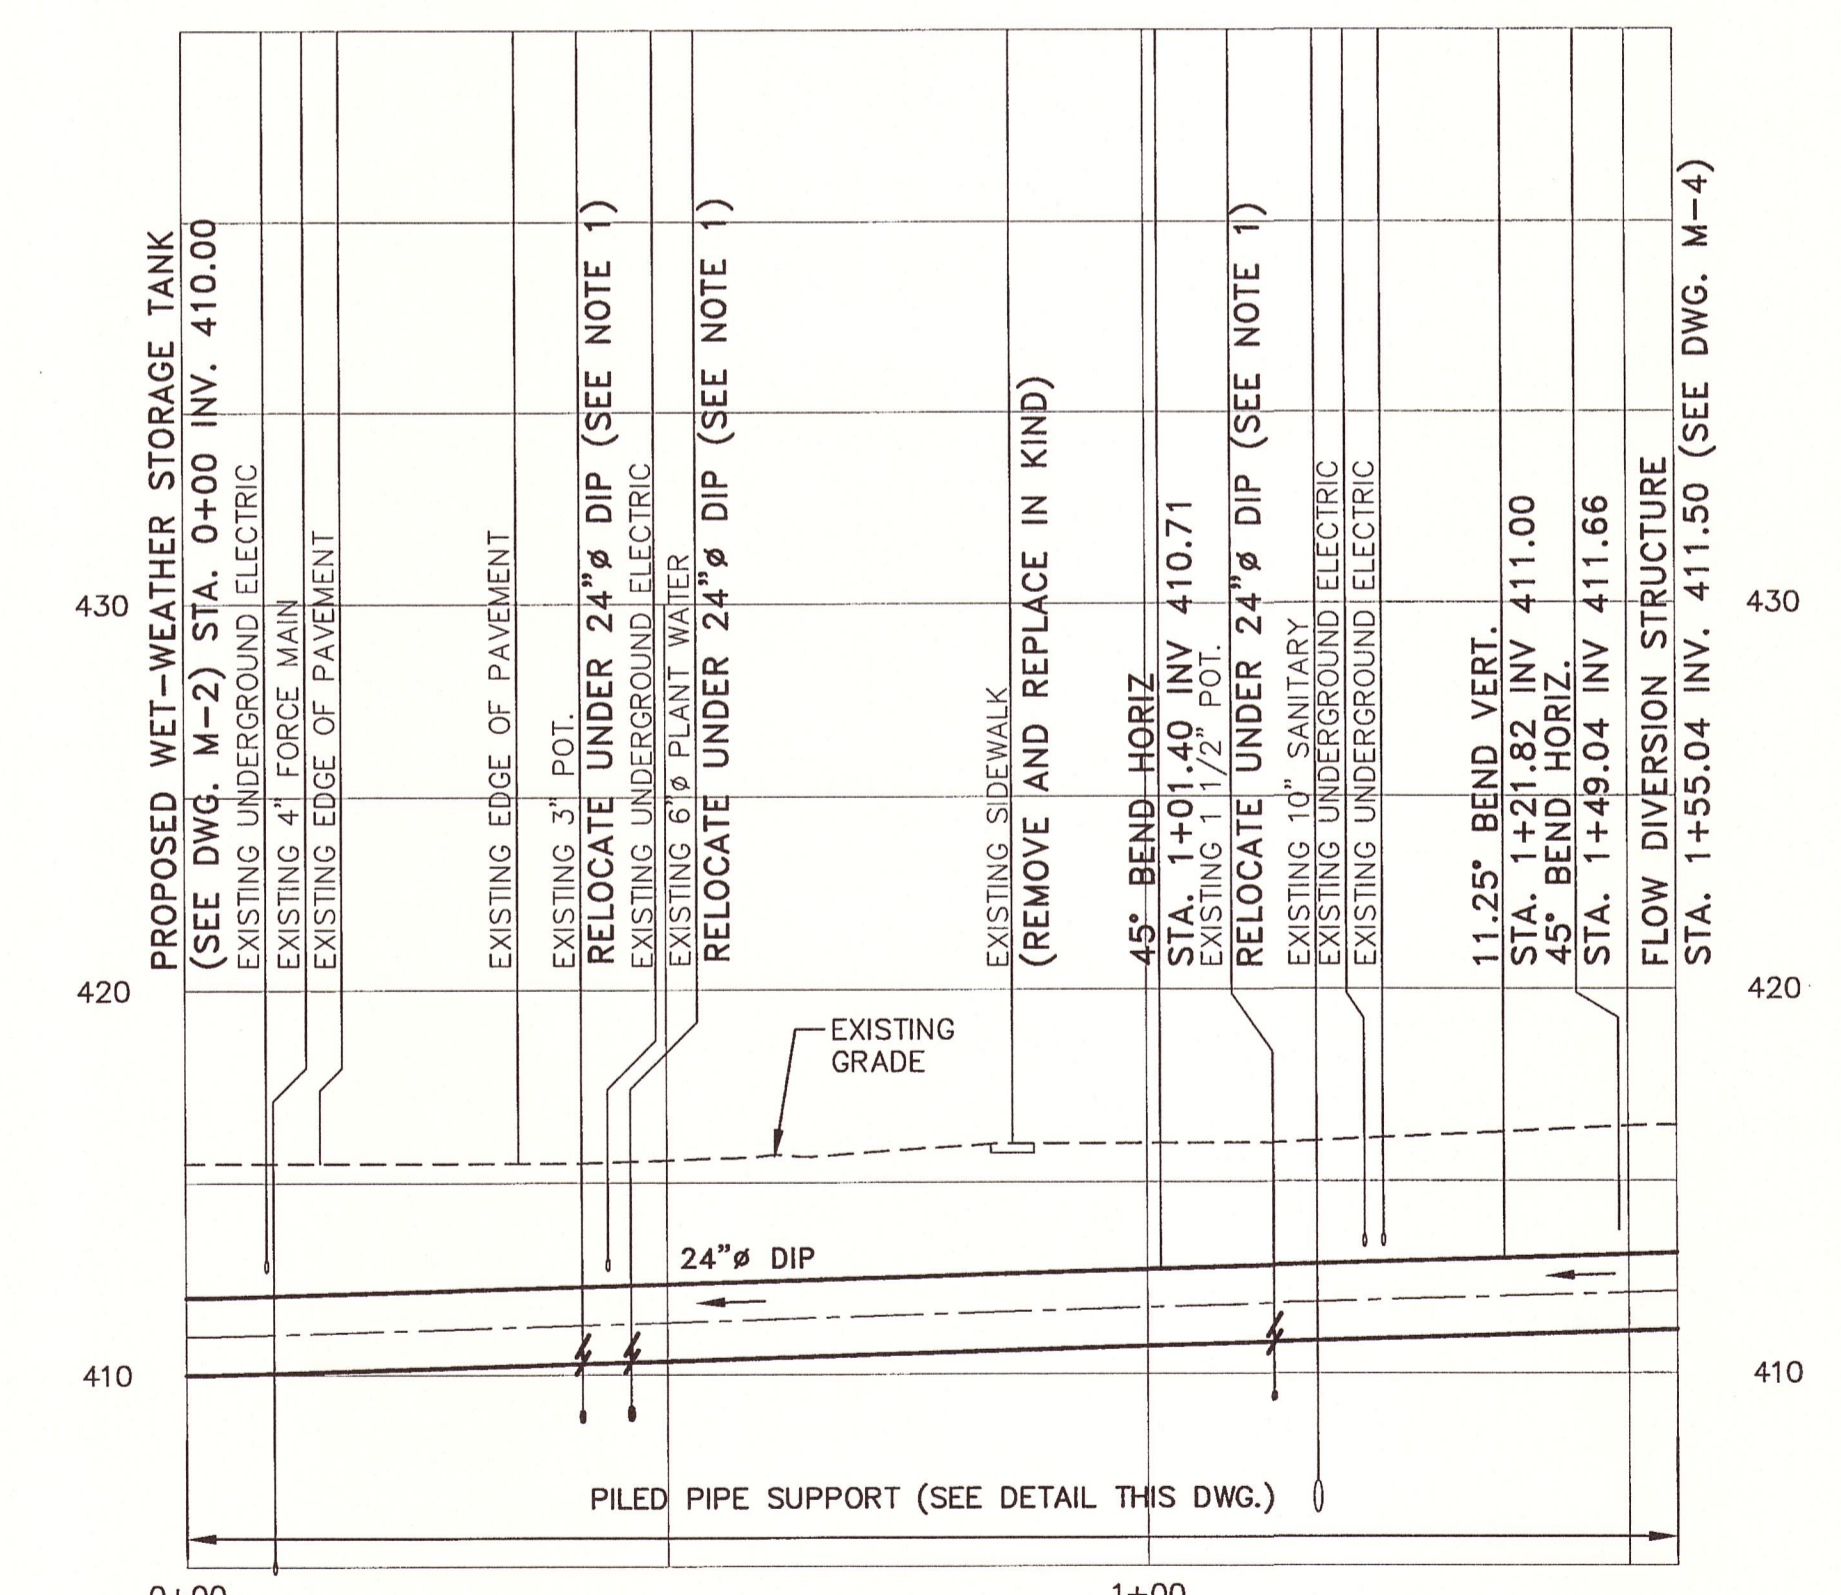 PROPOSED WET-WEATHER STORAGE TANK
(SEE DWG. M-2) STA. 0+00 INV. 410.00
EXISTING UNDERGROUND ELECTRIC
EXISTING 4" FORCE MAIN
EXISTING EDGE OF PAVEMENT
EXISTING EDGE OF PAVEMENT
EXISTING 3" POT.
RELOCATE UNDER 24"ø DIP (SEE NOTE 1)
EXISTING UNDERGROUND ELECTRIC
EXISTING 6"ø PLANT WATER
RELOCATE UNDER 24"ø DIP (SEE NOTE 1)
EXISTING SIDEWALK
(REMOVE AND REPLACE IN KIND)
45° BEND HORIZ
STA. 1+01.40 INV 410.71
EXISTING 1 1/2" POT.
RELOCATE UNDER 24"ø DIP (SEE NOTE 1)
EXISTING 10" SANITARY
EXISTING UNDERGROUND ELECTRIC
EXISTING UNDERGROUND ELECTRIC
11.25° BEND VERT.
STA. 1+21.82 INV 411.00
45° BEND HORIZ.
STA. 1+49.04 INV 411.66
FLOW DIVERSION STRUCTURE
STA. 1+55.04 INV. 411.50 (SEE DWG. M-4)
430
430
420
420
EXISTING
GRADE
24"ø DIP
410
410
PILED PIPE SUPPORT (SEE DETAIL THIS DWG.)
0+00
1+00